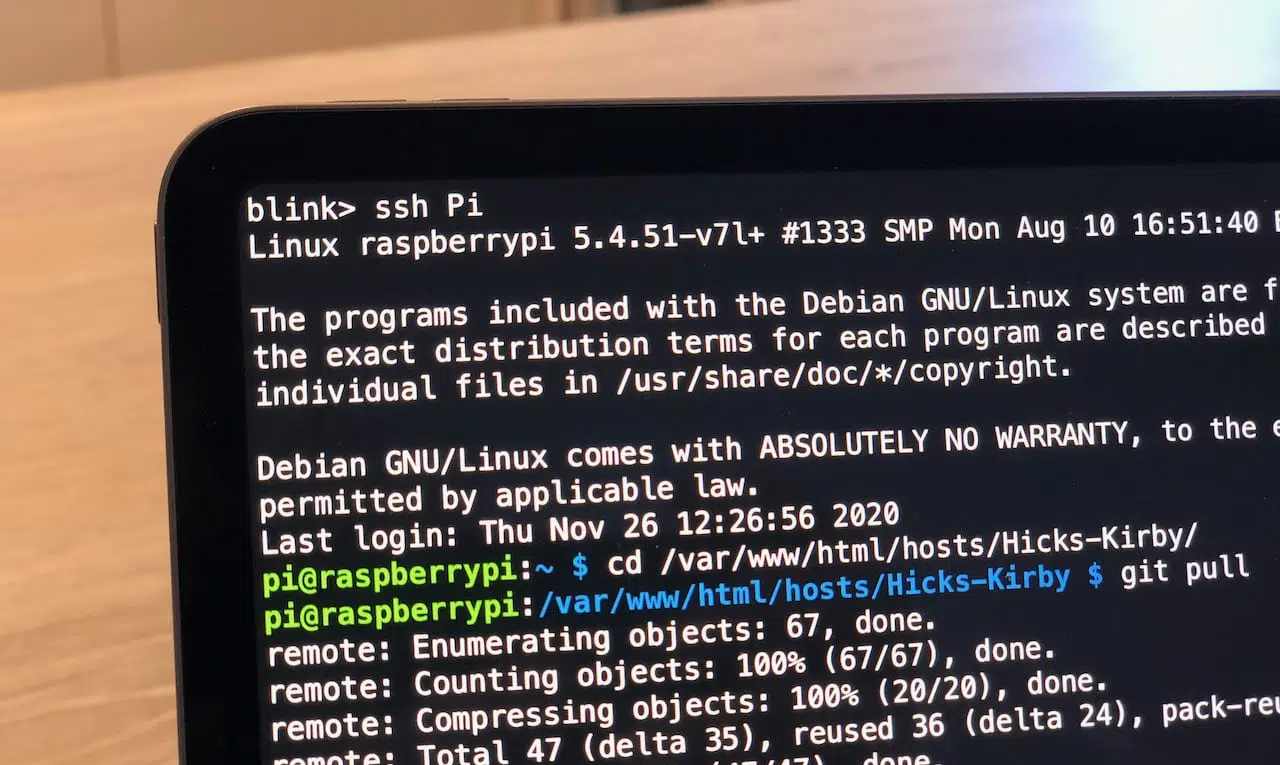 blink> ssh Pi
Linux raspberrypi 5.4.51-v7l+ #1333 SMP Mon Aug 10 16:51:40
The programs included with the Debian GNU/Linux system are
the exact distribution terms for each program are described
individual files in /usr/share/doc/*/copyright.
Debian GNU/Linux comes with ABSOLUTELY NO WARRANTY, to the
permitted by applicable law.
Last login: Thu Nov 26 12:26:56 2020
pi@raspberrypi:~ $ cd /var/www/html/hosts/Hicks-Kirby/
pi@raspberrypi:/var/www/html/hosts/Hicks-Kirby $ git pull
remote: Enumerating objects: 67, done.
remote: Counting objects: 100% (67/67), done.
remote: Compressing objects: 100% (20/20), done.
remote: Total 47 (delta 35), reused 36 (delta 24), pack-reu
(47/47), done.